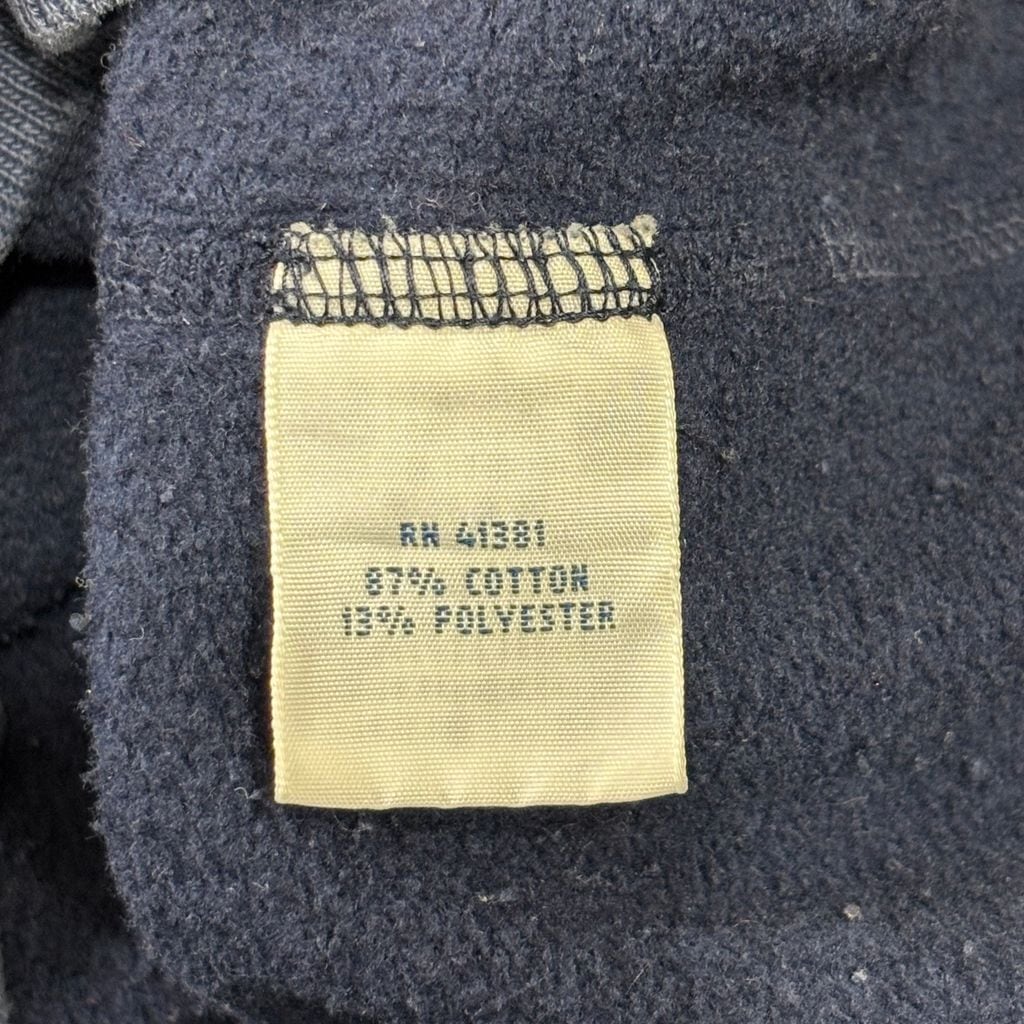 RN 41381
87% COTTON
13% POLYESTER